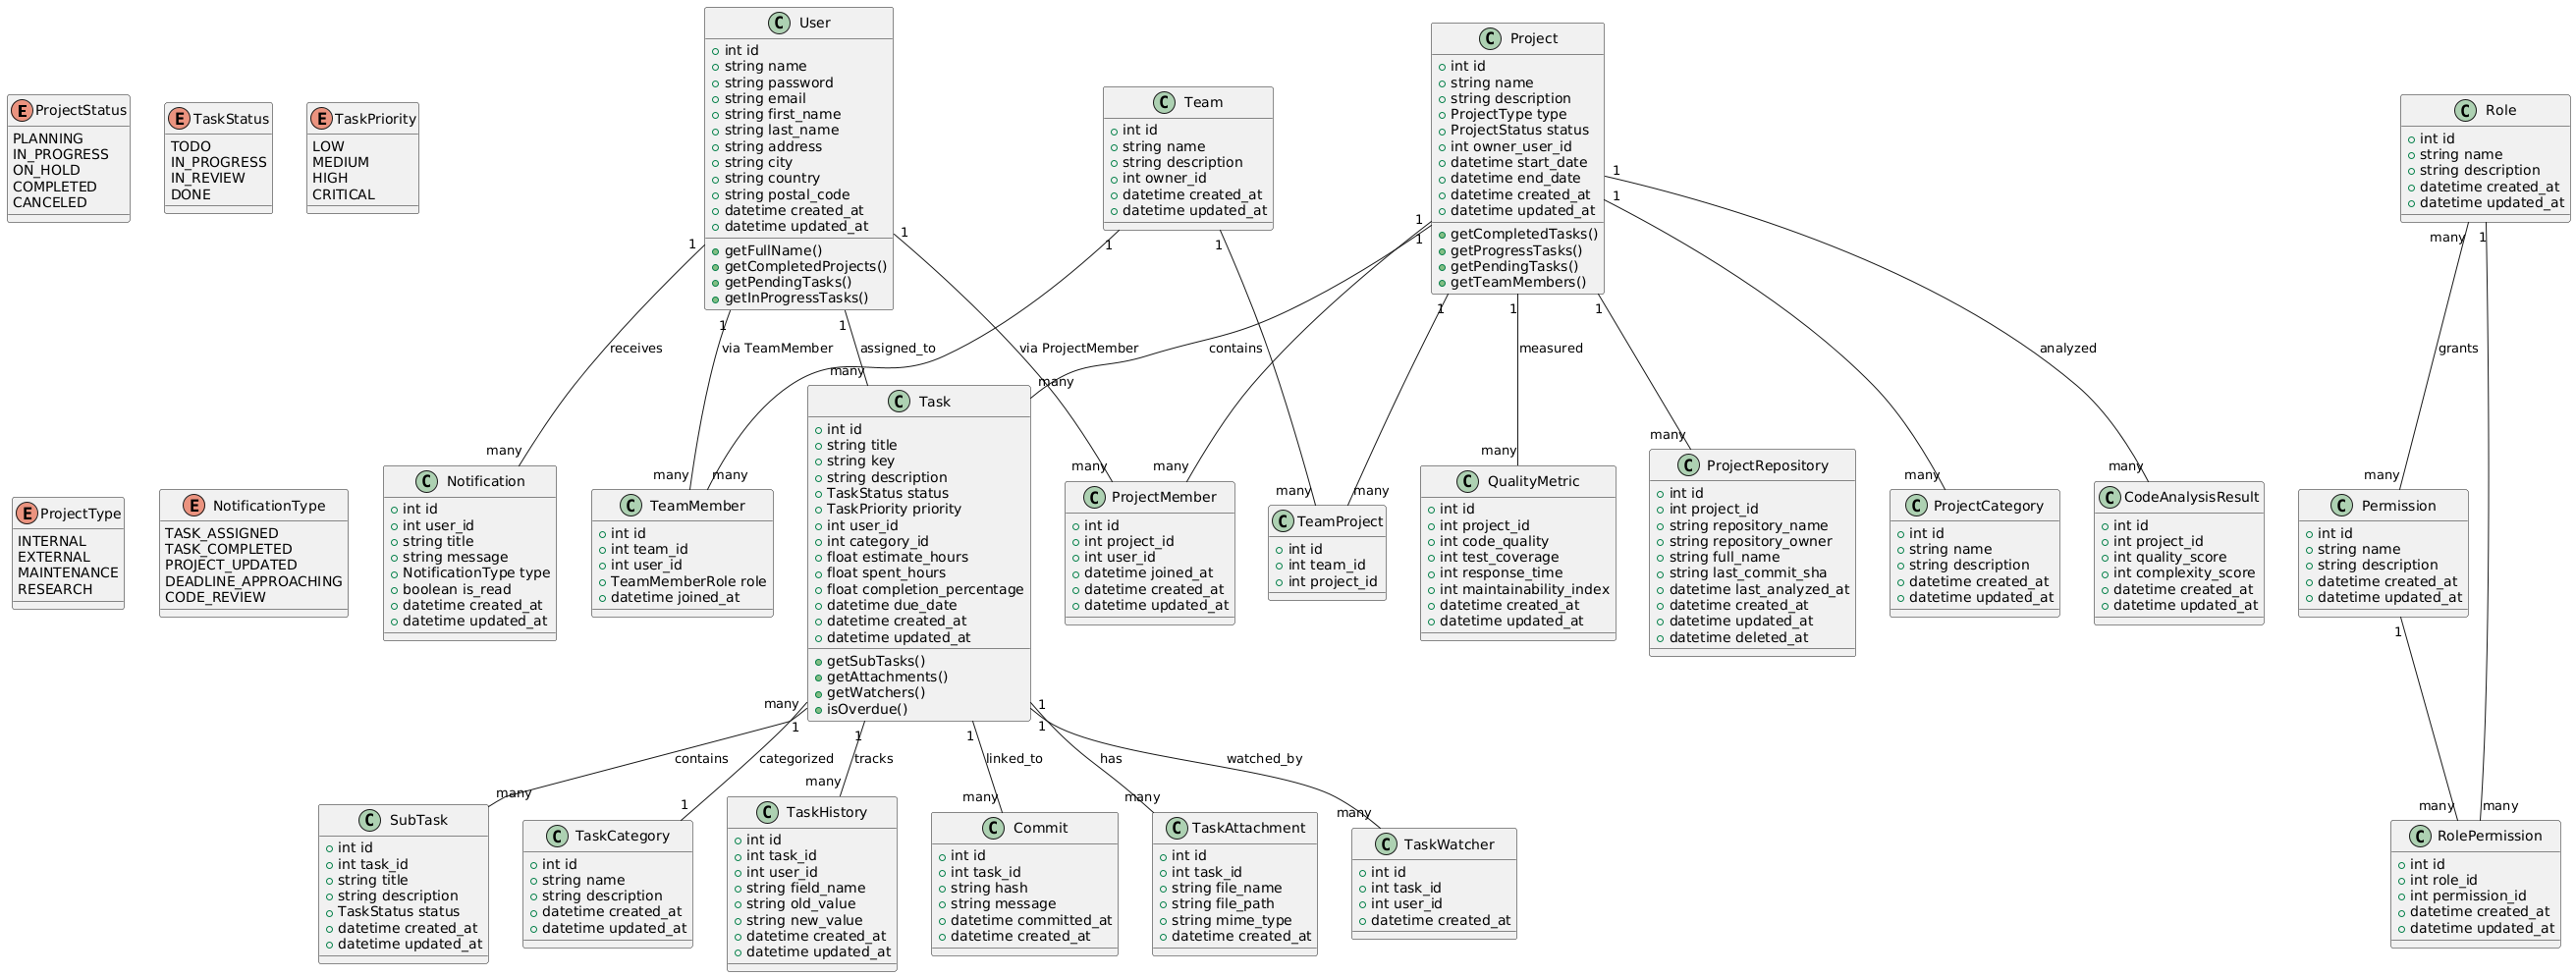 User
int id
string name
string password
string email
string first_name
string last_name
string address
string city
string country
string postal_code
datetime created_at
datetime updated_at
getFullName()
getCompletedProjects()
getPendingTasks()
getInProgressTasks()
Project
int id
string name
string description
ProjectType type
ProjectStatus status
int owner_user_id
datetime start_date
datetime end_date
datetime created_at
datetime updated_at
getCompletedTasks()
getProgressTasks()
getPendingTasks()
getTeamMembers()
Team
int id
string name
string description
int owner_id
datetime created_at
datetime updated_at
Role
int id
string name
string description
datetime created_at
datetime updated_at
E ProjectStatus
PLANNING
IN_PROGRESS
ON_HOLD
COMPLETED
CANCELED
E TaskStatus
TODO
IN_PROGRESS
IN_REVIEW
DONE
E TaskPriority
LOW
MEDIUM
HIGH
CRITICAL
1
1
1
1
1
1
1
1
1
1
1
1
1
many
1
receives
via TeamMember
assigned_to
via ProjectMember
contains
measured
analyzed
grants
many
many
many
many
many
many
many
many
many
many
many
many
many
many
E ProjectType
INTERNAL
EXTERNAL
MAINTENANCE
RESEARCH
E NotificationType
TASK_ASSIGNED
TASK_COMPLETED
PROJECT_UPDATED
DEADLINE_APPROACHING
CODE_REVIEW
C Notification
int id
int user_id
string title
string message
NotificationType type
boolean is_read
datetime created_at
datetime updated_at
C TeamMember
int id
int team_id
int user_id
TeamMemberRole role
datetime joined_at
C Task
int id
string title
string key
string description
TaskStatus status
TaskPriority priority
int user_id
int category_id
float estimate_hours
float spent_hours
float completion_percentage
datetime due_date
datetime created_at
datetime updated_at
getSubTasks()
getAttachments()
getWatchers()
isOverdue()
C ProjectMember
int id
int project_id
int user_id
datetime joined_at
datetime created_at
datetime updated_at
C TeamProject
int id
int team_id
int project_id
C QualityMetric
int id
int project_id
int code_quality
int test_coverage
int response_time
int maintainability_index
datetime created_at
datetime updated_at
C ProjectRepository
int id
int project_id
string repository_name
string repository_owner
string full_name
string last_commit_sha
datetime last_analyzed_at
datetime created_at
datetime updated_at
datetime deleted_at
C ProjectCategory
int id
string name
string description
datetime created_at
datetime updated_at
C CodeAnalysisResult
int id
int project_id
int quality_score
int complexity_score
datetime created_at
datetime updated_at
C Permission
int id
string name
string description
datetime created_at
datetime updated_at
1
many
1
1
1
1
1
contains
categorized
tracks
linked_to
has
watched_by
many
1
many
many
many
many
many
many
C SubTask
int id
int task_id
string title
string description
TaskStatus status
datetime created_at
datetime updated_at
C TaskCategory
int id
string name
string description
datetime created_at
datetime updated_at
C TaskHistory
int id
int task_id
int user_id
string field_name
string old_value
string new_value
datetime created_at
datetime updated_at
C Commit
int id
int task_id
string hash
string message
datetime committed_at
datetime created_at
C TaskAttachment
int id
int task_id
string file_name
string file_path
string mime_type
datetime created_at
C TaskWatcher
int id
int task_id
int user_id
datetime created_at
C RolePermission
int id
int role_id
int permission_id
datetime created_at
datetime updated_at